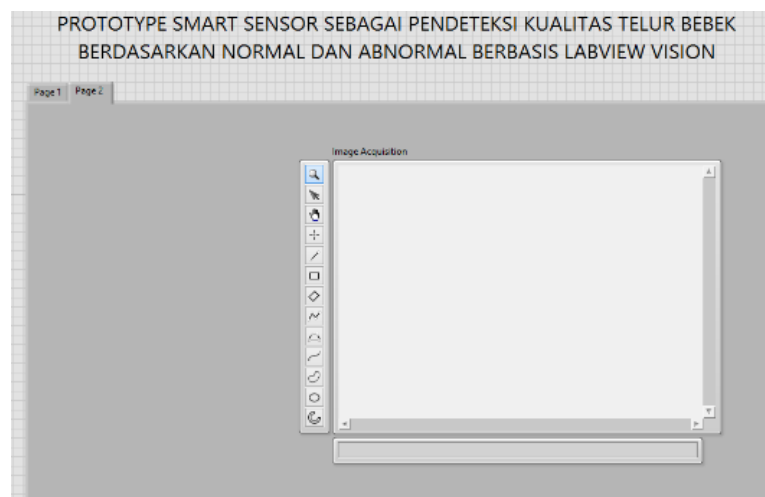 PROTOTYPE SMART SENSOR SEBAGAI PENDETEKSI KUALITAS TELUR BEBEK
BERDASARKAN NORMAL DAN ABNORMAL BERBASIS LABVIEW VISION
Page 1 Page 2
Image Acquisition